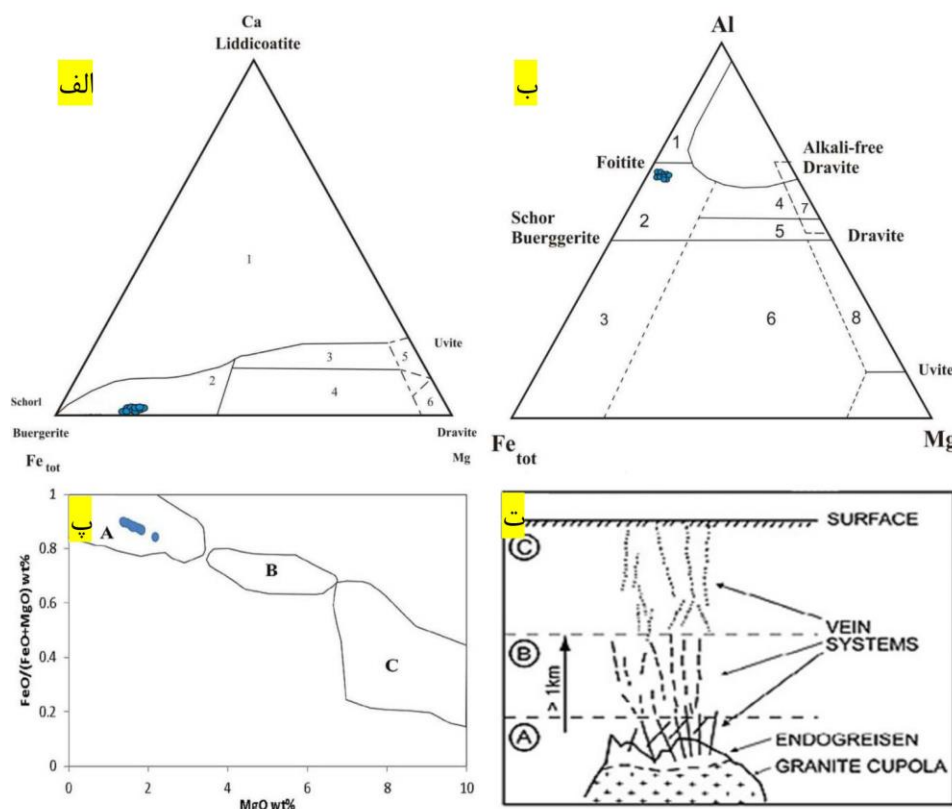 Ca
Liddicoatite
الف
1
2
3
4
5
6
Uvite
Schorl
Buergerite
Dravite
Fe tot
Mg
Al
ب
1
Foitite
Alkali-free
Dravite
4
7
Schor
Buerggerite
2
5
Dravite
3
6
8
Uvite
Fe tot
Mg
پ
FeO/(FeO+MgO) wt%
1
0.8
0.6
0.4
0.2
0
A
B
C
0 2 4 6 8 10
MgO wt%
ت
SURFACE
C
VEIN
SYSTEMS
B
> 1km
A
ENDOGREISEN
GRANITE CUPOLA